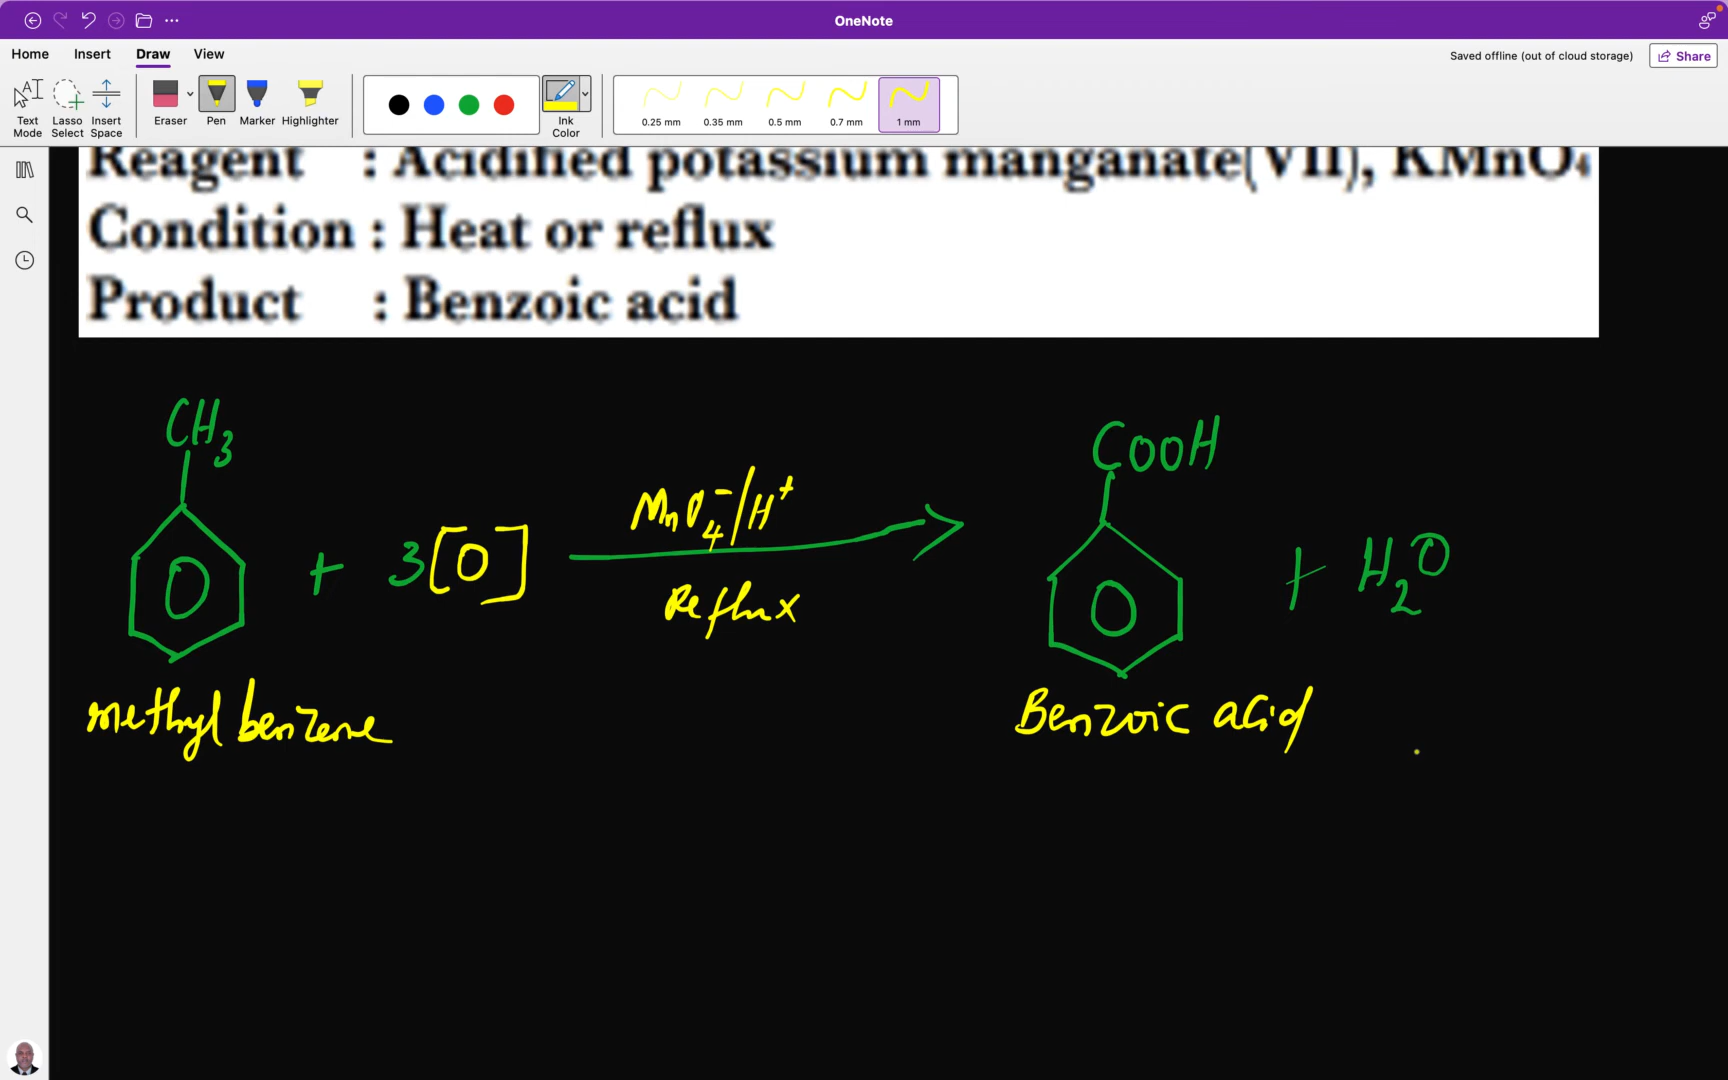 OneNote
Home Insert Draw View
Saved offline (out of cloud storage) Share
Text Mode
Lasso Select
Insert Space
Eraser
Pen
Marker
Highlighter
Ink Color
0.25 mm
0.35 mm
0.5 mm
0.7 mm
1 mm
Reagent : Acidified potassium manganate(VII), KMnO₄
Condition : Heat or reflux
Product : Benzoic acid
CH₃
COOH
MnO₄⁻/H⁺
+ 3[O]
+ H₂O
Reflux
methyl benzene
Benzoic acid